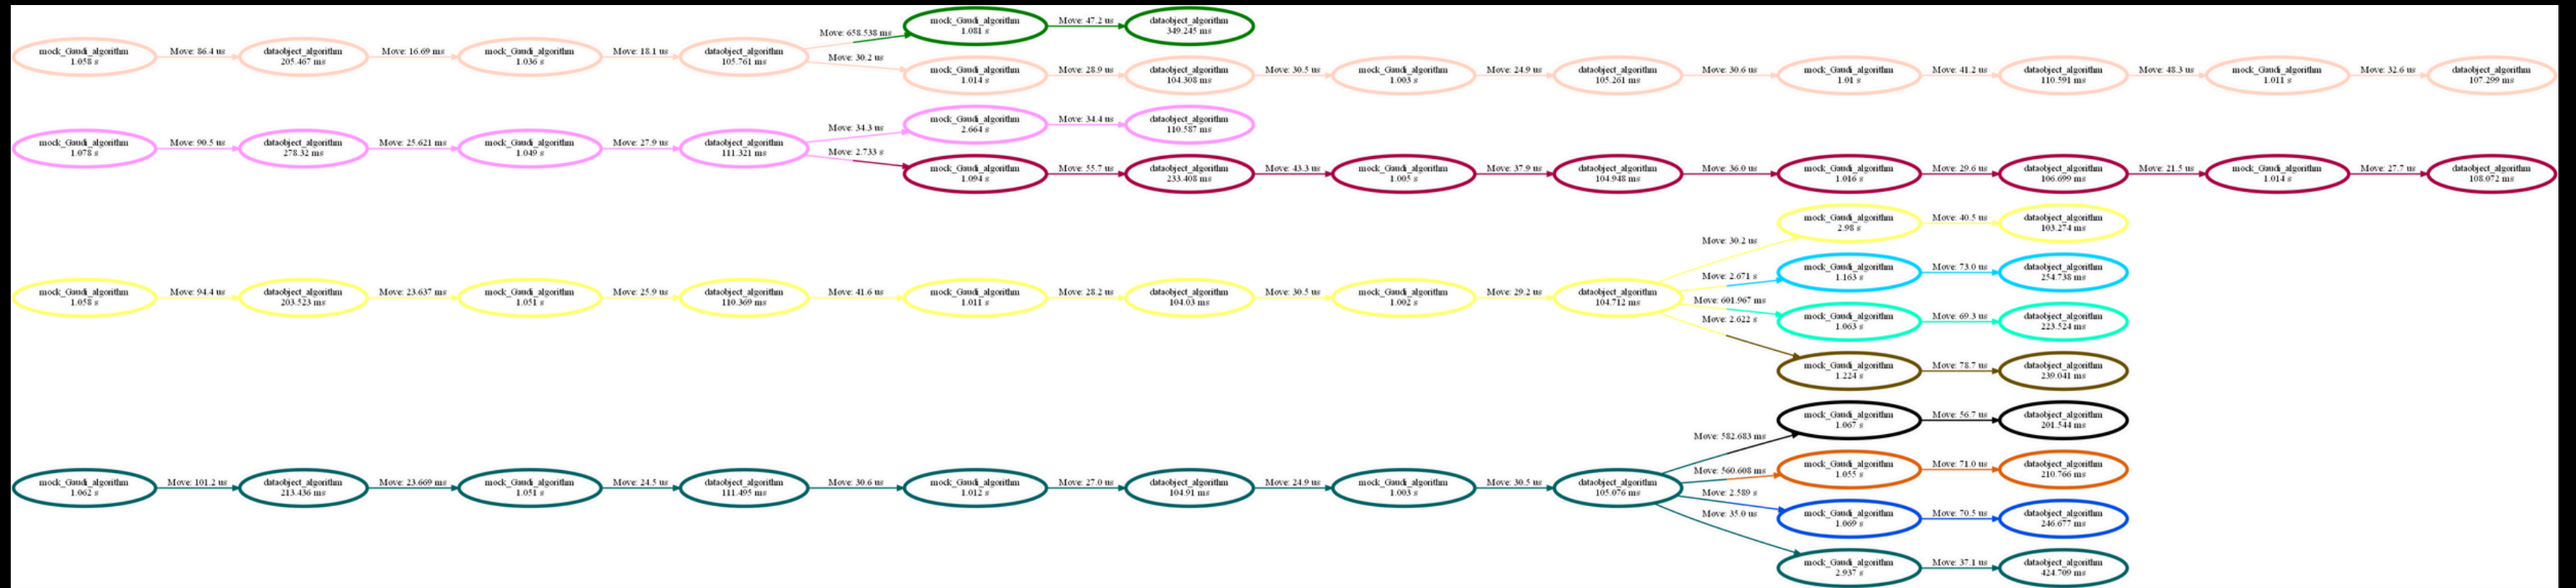 mock_Gaudi_algorithm
1.081 s
Move: 47.2 us
dataobject_algorithm
349.245 ms
Move: 658.538 ms
mock_Gaudi_algorithm
1.058 s
Move: 86.4 us
dataobject_algorithm
205.467 ms
Move: 16.69 ms
mock_Gaudi_algorithm
1.036 s
Move: 18.1 us
dataobject_algorithm
105.761 ms
Move: 30.2 us
mock_Gaudi_algorithm
1.014 s
Move: 28.9 us
dataobject_algorithm
104.308 ms
Move: 30.5 us
mock_Gaudi_algorithm
1.003 s
Move: 24.9 us
dataobject_algorithm
105.261 ms
Move: 30.6 us
mock_Gaudi_algorithm
1.01 s
Move: 41.2 us
dataobject_algorithm
110.591 ms
Move: 48.3 us
mock_Gaudi_algorithm
1.011 s
Move: 32.6 us
dataobject_algorithm
107.299 ms
mock_Gaudi_algorithm
1.078 s
Move: 90.5 us
dataobject_algorithm
278.32 ms
Move: 25.621 ms
mock_Gaudi_algorithm
1.049 s
Move: 27.9 us
dataobject_algorithm
111.321 ms
Move: 34.3 us
mock_Gaudi_algorithm
2.664 s
Move: 34.4 us
dataobject_algorithm
110.587 ms
Move: 2.733 s
mock_Gaudi_algorithm
1.094 s
Move: 55.7 us
dataobject_algorithm
233.408 ms
Move: 43.3 us
mock_Gaudi_algorithm
1.005 s
Move: 37.9 us
dataobject_algorithm
104.948 ms
Move: 36.0 us
mock_Gaudi_algorithm
1.016 s
Move: 29.6 us
dataobject_algorithm
106.699 ms
Move: 21.5 us
mock_Gaudi_algorithm
1.014 s
Move: 27.7 us
dataobject_algorithm
108.072 ms
mock_Gaudi_algorithm
1.058 s
Move: 94.4 us
dataobject_algorithm
203.523 ms
Move: 23.637 ms
mock_Gaudi_algorithm
1.051 s
Move: 25.9 us
dataobject_algorithm
110.369 ms
Move: 41.6 us
mock_Gaudi_algorithm
1.011 s
Move: 28.2 us
dataobject_algorithm
104.03 ms
Move: 30.5 us
mock_Gaudi_algorithm
1.002 s
Move: 29.2 us
dataobject_algorithm
104.712 ms
Move: 30.2 us
mock_Gaudi_algorithm
2.98 s
Move: 40.5 us
dataobject_algorithm
103.274 ms
Move: 2.671 s
mock_Gaudi_algorithm
1.163 s
Move: 73.0 us
dataobject_algorithm
254.738 ms
Move: 601.967 ms
mock_Gaudi_algorithm
1.063 s
Move: 69.3 us
dataobject_algorithm
223.524 ms
Move: 2.622 s
mock_Gaudi_algorithm
1.224 s
Move: 78.7 us
dataobject_algorithm
239.041 ms
mock_Gaudi_algorithm
1.062 s
Move: 101.2 us
dataobject_algorithm
213.436 ms
Move: 23.669 ms
mock_Gaudi_algorithm
1.051 s
Move: 24.5 us
dataobject_algorithm
111.495 ms
Move: 30.6 us
mock_Gaudi_algorithm
1.012 s
Move: 27.0 us
dataobject_algorithm
104.91 ms
Move: 24.9 us
mock_Gaudi_algorithm
1.003 s
Move: 30.5 us
dataobject_algorithm
105.076 ms
Move: 582.683 ms
mock_Gaudi_algorithm
1.067 s
Move: 56.7 us
dataobject_algorithm
201.544 ms
Move: 560.608 ms
mock_Gaudi_algorithm
1.055 s
Move: 71.0 us
dataobject_algorithm
210.766 ms
Move: 2.589 s
mock_Gaudi_algorithm
1.069 s
Move: 70.5 us
dataobject_algorithm
246.677 ms
Move: 35.0 us
mock_Gaudi_algorithm
2.937 s
Move: 37.1 us
dataobject_algorithm
424.709 ms